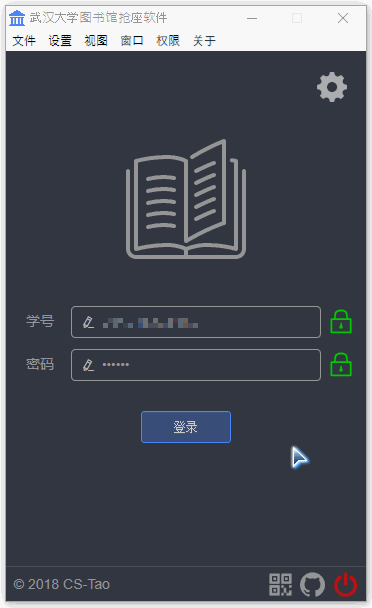 武汉大学图书馆抢座软件
文件 设置 视图 窗口 权限 关于
学号
密码 ••••••
登录
© 2018 CS-Tao